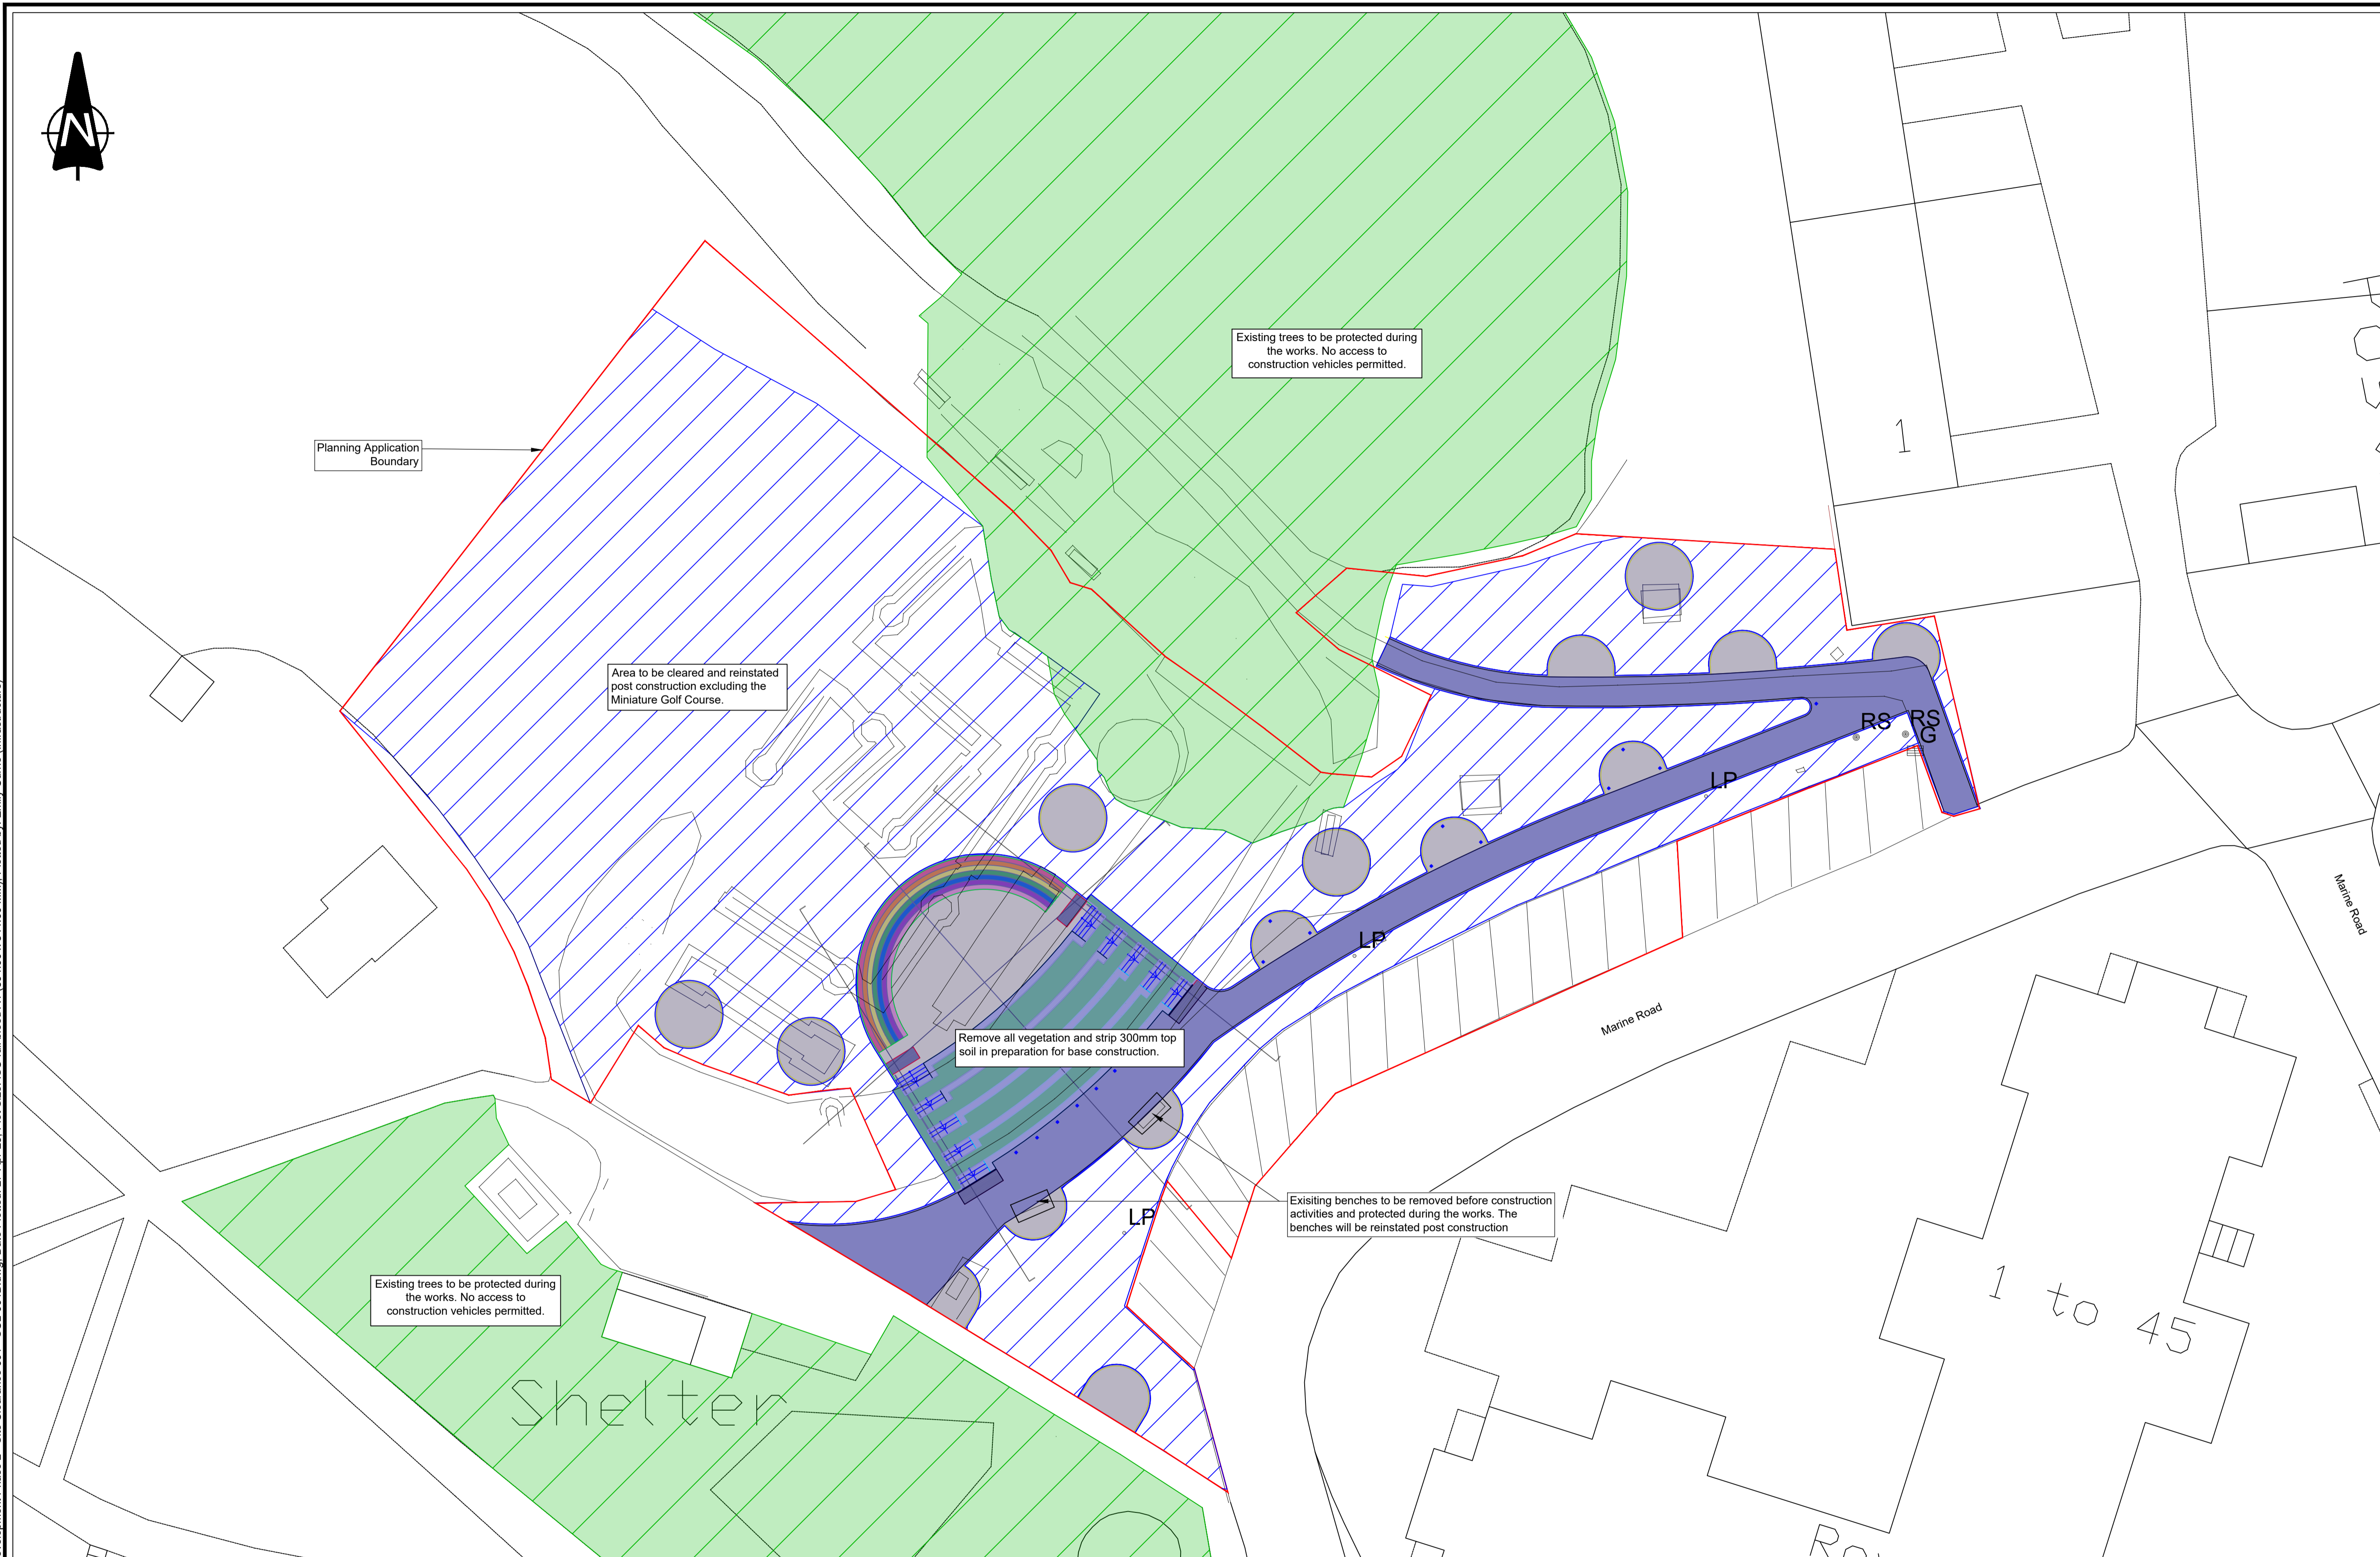 N
Existing trees to be protected during
the works. No access to
construction vehicles permitted.
1
Planning Application
Boundary
Area to be cleared and reinstated
post construction excluding the
Miniature Golf Course.
RS
RS
G
LP
LP
Marine Road
Marine Road
Remove all vegetation and strip 300mm top
soil in preparation for base construction.
Exisiting benches to be removed before construction
activities and protected during the works. The
benches will be reinstated post construction
LP
Existing trees to be protected during
the works. No access to
construction vehicles permitted.
1 to 45
Shelter